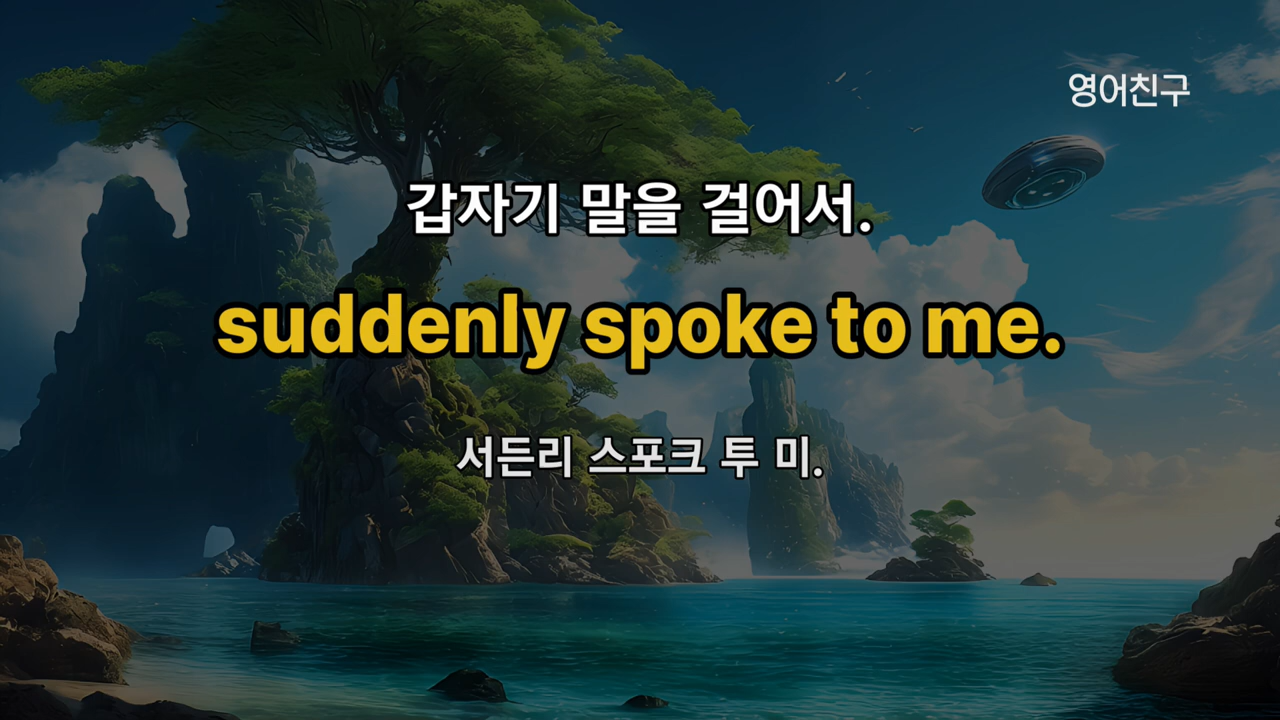 영어친구
갑자기 말을 걸어서.
suddenly spoke to me.
서든리 스포크 투 미.